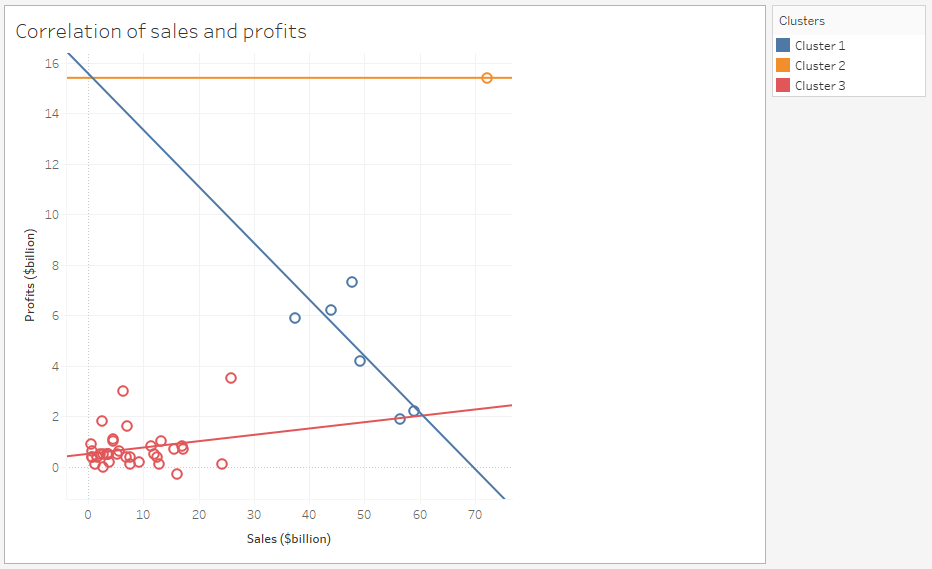 Correlation of sales and profits
Clusters
Cluster 1
Cluster 2
Cluster 3
16
14
12
10
8
6
4
2
0
Profits ($billion)
0 10 20 30 40 50 60 70
Sales ($billion)